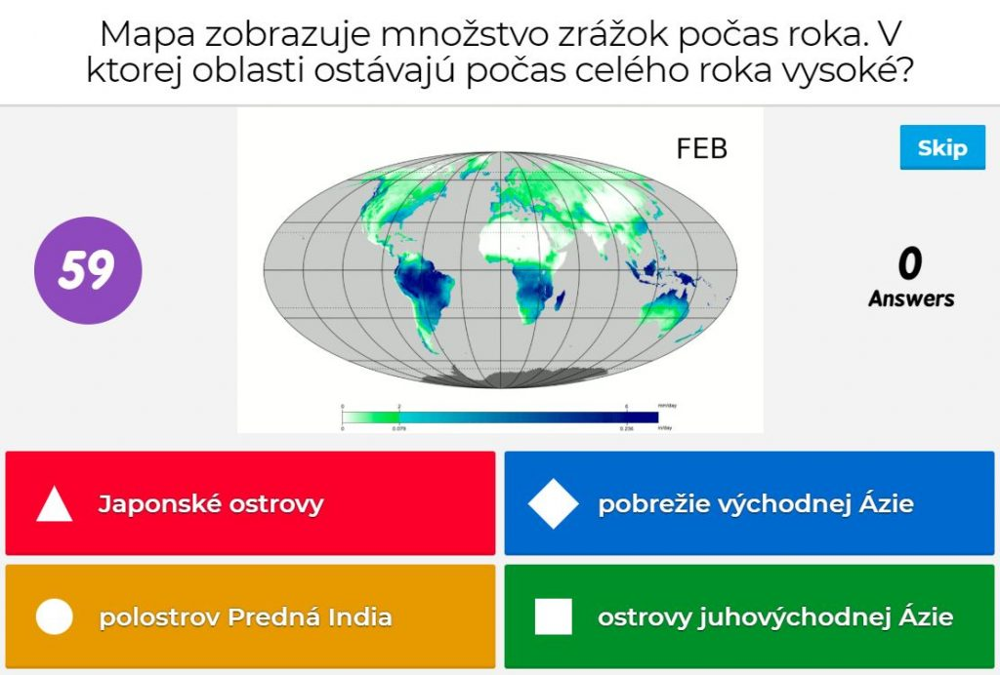 Mapa zobrazuje množstvo zrážok počas roka. V
ktorej oblasti ostávajú počas celého roka vysoké?
FEB
Skip
59
0
Answers
0 2 6 mm/day
0 0.079 0.236 in/day
Japonské ostrovy
pobrežie východnej Ázie
polostrov Predná India
ostrovy juhovýchodnej Ázie